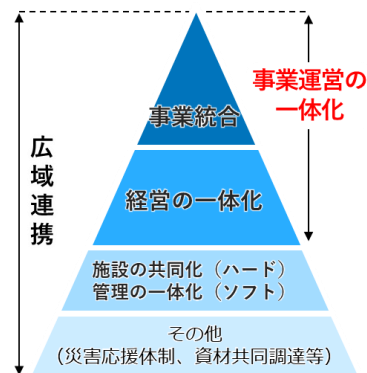 事業統合
事業運営の
一体化
広域連携
経営の一体化
施設の共同化（ハード）
管理の一体化（ソフト）
その他
（災害応援体制、資材共同調達等）